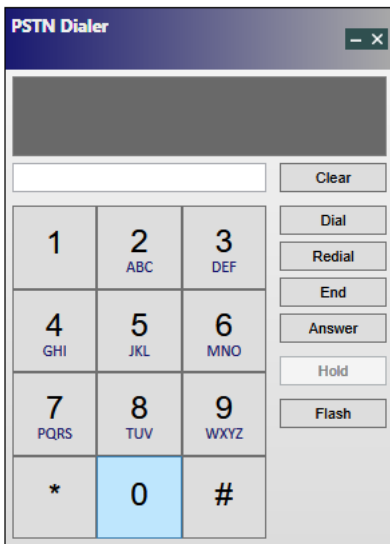 PSTN Dialer
Clear
1
2
ABC
3
DEF
Dial
Redial
4
GHI
5
JKL
6
MNO
End
Answer
7
PQRS
8
TUV
9
WXYZ
Hold
Flash
*
0
#